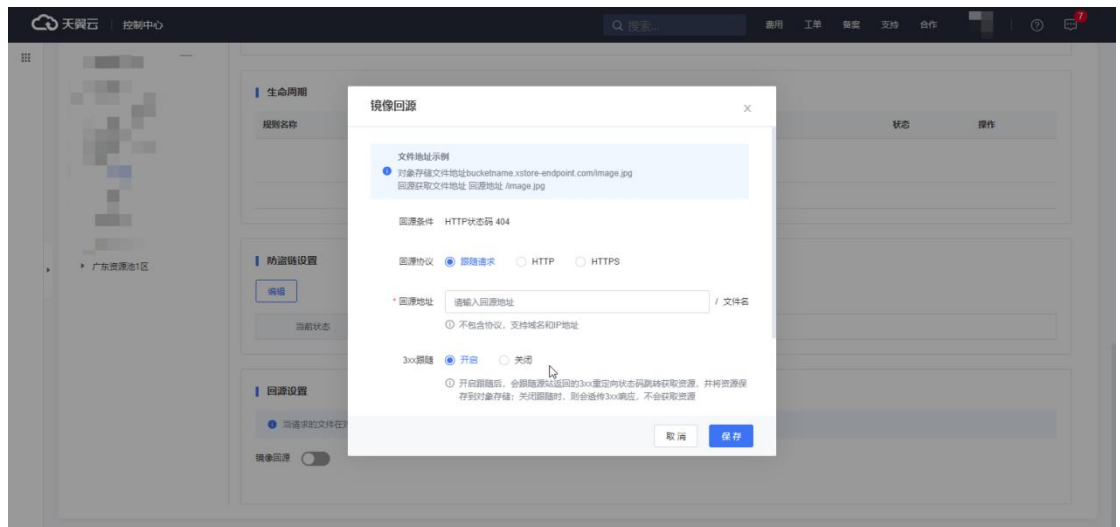 天翼云 控制中心 搜索... 费用 工单 备案 支持 合作 7
生命周期
规则名称 状态 操作
镜像回源
文件地址示例
对象存储文件地址bucketname.xstore-endpoint.com/image.jpg
回源获取文件地址 回源地址 /image.jpg
回源条件 HTTP状态码 404
广东资源池1区
防盗链设置
回源协议 跟随请求 HTTP HTTPS
编辑
* 回源地址 请输入回源地址 / 文件名
不包含协议，支持域名和IP地址
当前状态
3xx跟随 开启 关闭
开启跟随后，会跟随源站返回的3xx重定向状态码跳转获取资源，并将资源保
存到对象存储；关闭跟随时，则会透传3xx响应，不会获取资源
回源设置
当请求的文件在对
取消 保存
镜像回源